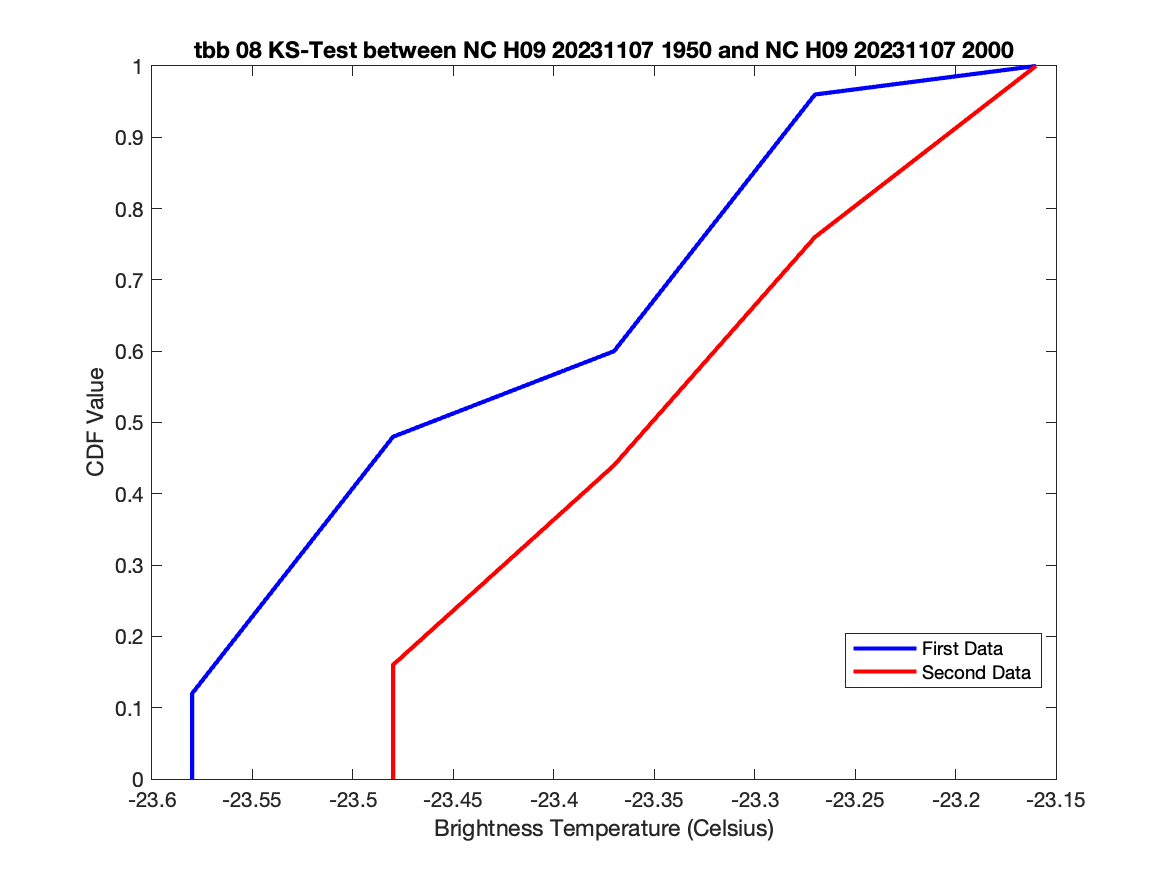 tbb 08 KS-Test between NC H09 20231107 1950 and NC H09 20231107 2000
1
0.9
0.8
0.7
0.6
0.5
0.4
0.3
0.2
0.1
0
CDF Value
First Data
Second Data
-23.6 -23.55 -23.5 -23.45 -23.4 -23.35 -23.3 -23.25 -23.2 -23.15
Brightness Temperature (Celsius)